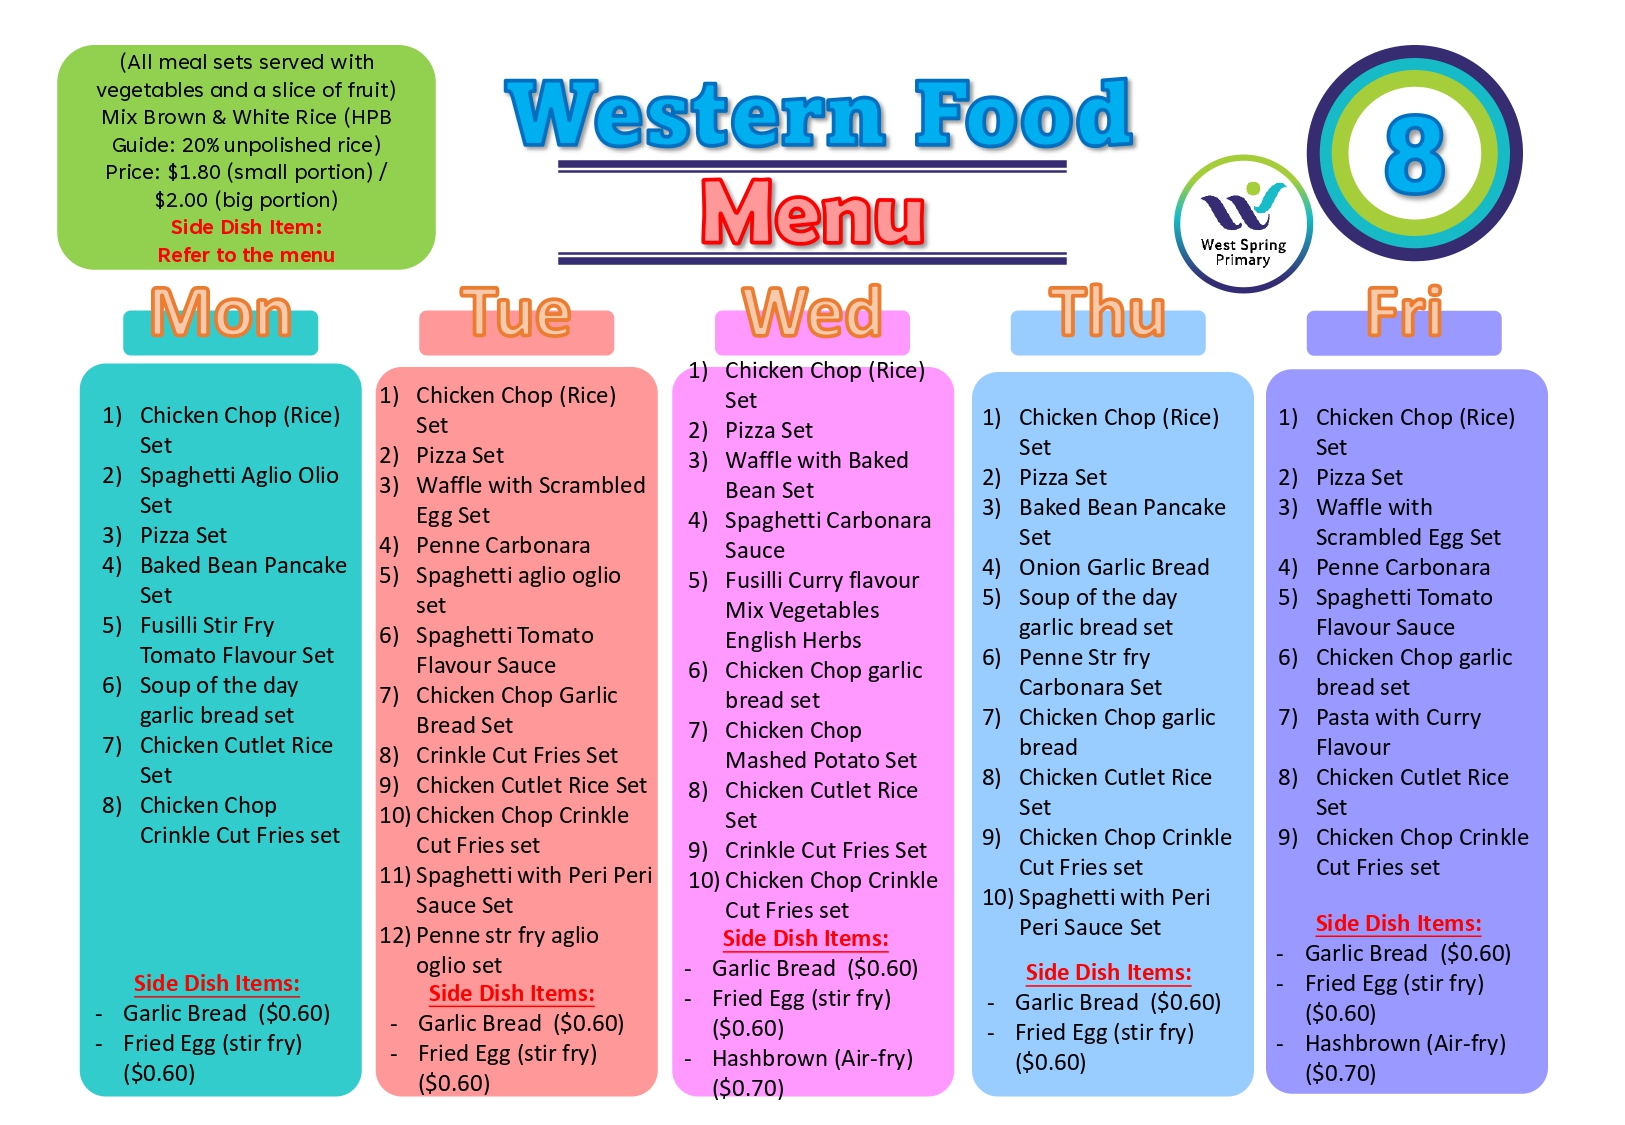 (All meal sets served with
vegetables and a slice of fruit)
Mix Brown & White Rice (HPB
Guide: 20% unpolished rice)
Price: $1.80 (small portion) /
$2.00 (big portion)
Side Dish Item:
Refer to the menu
Western Food
Menu
West Spring
Primary
8
Mon
1) Chicken Chop (Rice)
Set
2) Spaghetti Aglio Olio
Set
3) Pizza Set
4) Baked Bean Pancake
Set
5) Fusilli Stir Fry
Tomato Flavour Set
6) Soup of the day
garlic bread set
7) Chicken Cutlet Rice
Set
8) Chicken Chop
Crinkle Cut Fries set
Side Dish Items:
- Garlic Bread ($0.60)
- Fried Egg (stir fry)
($0.60)
Tue
1) Chicken Chop (Rice)
Set
2) Pizza Set
3) Waffle with Scrambled
Egg Set
4) Penne Carbonara
5) Spaghetti aglio oglio
set
6) Spaghetti Tomato
Flavour Sauce
7) Chicken Chop Garlic
Bread Set
8) Crinkle Cut Fries Set
9) Chicken Cutlet Rice Set
10) Chicken Chop Crinkle
Cut Fries set
11) Spaghetti with Peri Peri
Sauce Set
12) Penne str fry aglio
oglio set
Side Dish Items:
- Garlic Bread ($0.60)
- Fried Egg (stir fry)
($0.60)
Wed
1) Chicken Chop (Rice)
Set
2) Pizza Set
3) Waffle with Baked
Bean Set
4) Spaghetti Carbonara
Sauce
5) Fusilli Curry flavour
Mix Vegetables
English Herbs
6) Chicken Chop garlic
bread set
7) Chicken Chop
Mashed Potato Set
8) Chicken Cutlet Rice
Set
9) Crinkle Cut Fries Set
10) Chicken Chop Crinkle
Cut Fries set
Side Dish Items:
- Garlic Bread ($0.60)
- Fried Egg (stir fry)
($0.60)
- Hashbrown (Air-fry)
($0.70)
Thu
1) Chicken Chop (Rice)
Set
2) Pizza Set
3) Baked Bean Pancake
Set
4) Onion Garlic Bread
5) Soup of the day
garlic bread set
6) Penne Str fry
Carbonara Set
7) Chicken Chop garlic
bread
8) Chicken Cutlet Rice
Set
9) Chicken Chop Crinkle
Cut Fries set
10) Spaghetti with Peri
Peri Sauce Set
Side Dish Items:
- Garlic Bread ($0.60)
- Fried Egg (stir fry)
($0.60)
Fri
1) Chicken Chop (Rice)
Set
2) Pizza Set
3) Waffle with
Scrambled Egg Set
4) Penne Carbonara
5) Spaghetti Tomato
Flavour Sauce
6) Chicken Chop garlic
bread set
7) Pasta with Curry
Flavour
8) Chicken Cutlet Rice
Set
9) Chicken Chop Crinkle
Cut Fries set
Side Dish Items:
- Garlic Bread ($0.60)
- Fried Egg (stir fry)
($0.60)
- Hashbrown (Air-fry)
($0.70)